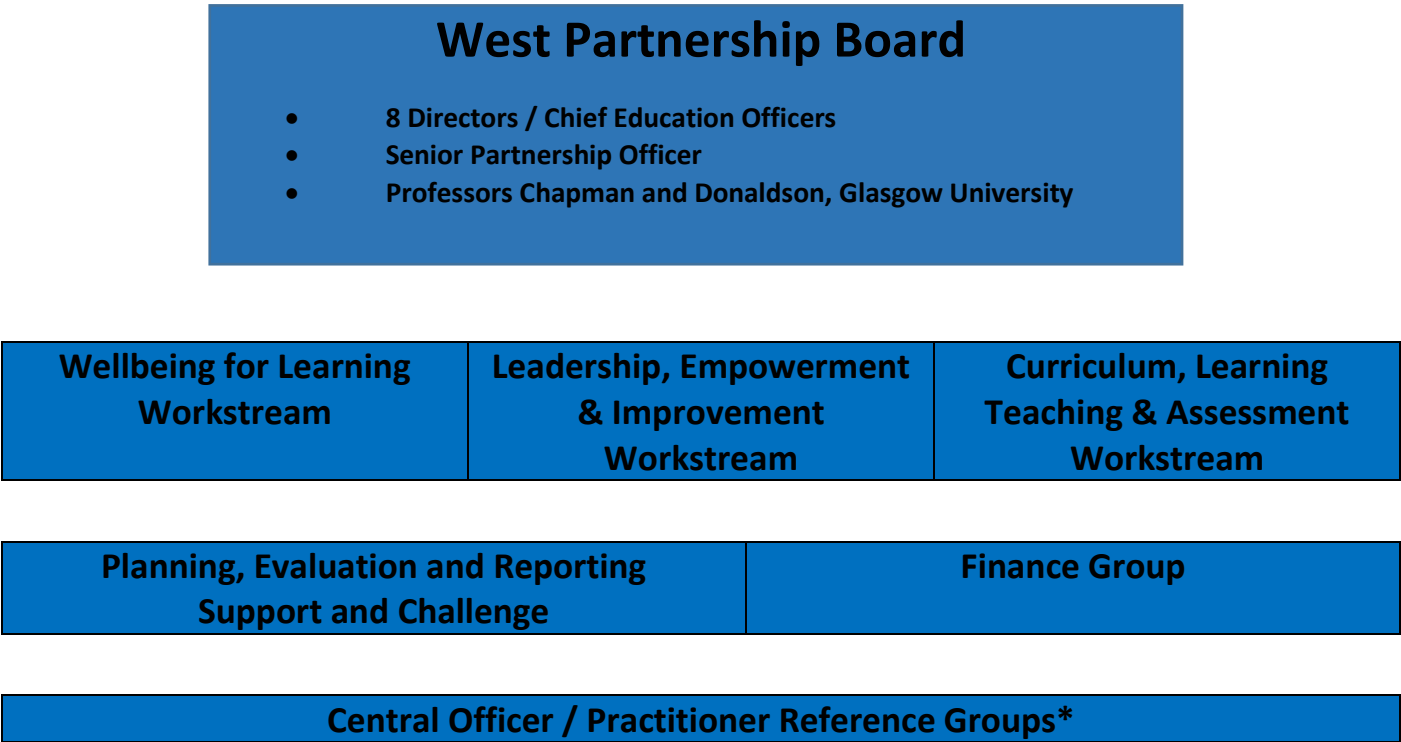 West Partnership Board
• 8 Directors / Chief Education Officers
• Senior Partnership Officer
• Professors Chapman and Donaldson, Glasgow University
Wellbeing for Learning
Workstream
Leadership, Empowerment
& Improvement
Workstream
Curriculum, Learning
Teaching & Assessment
Workstream
Planning, Evaluation and Reporting
Support and Challenge
Finance Group
Central Officer / Practitioner Reference Groups*